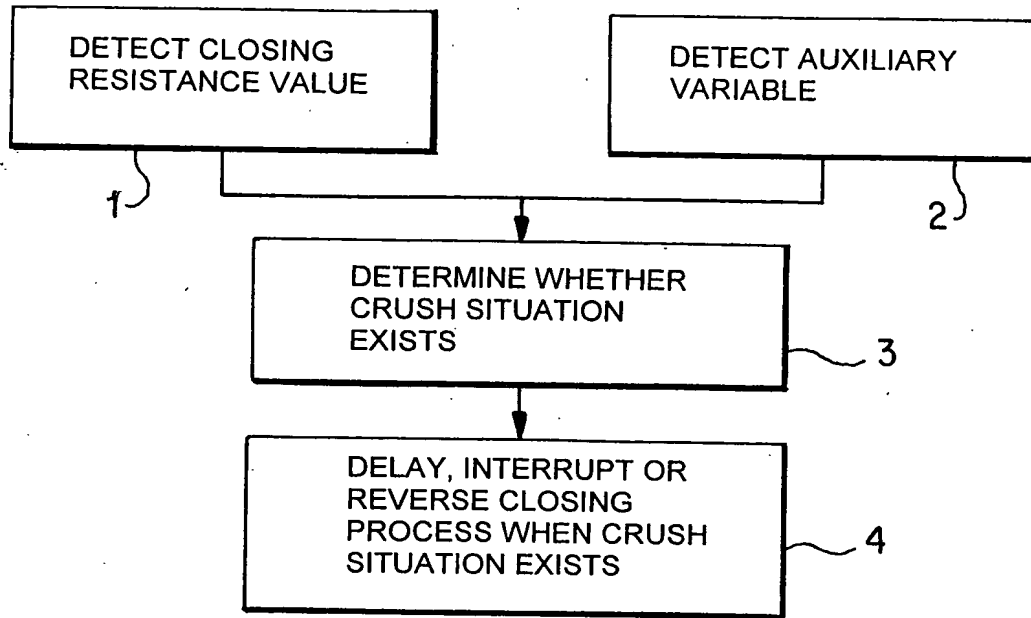 DETECT CLOSING
RESISTANCE VALUE
1
DETECT AUXILIARY
VARIABLE
2
DETERMINE WHETHER
CRUSH SITUATION
EXISTS
3
DELAY, INTERRUPT OR
REVERSE CLOSING
PROCESS WHEN CRUSH
SITUATION EXISTS
4